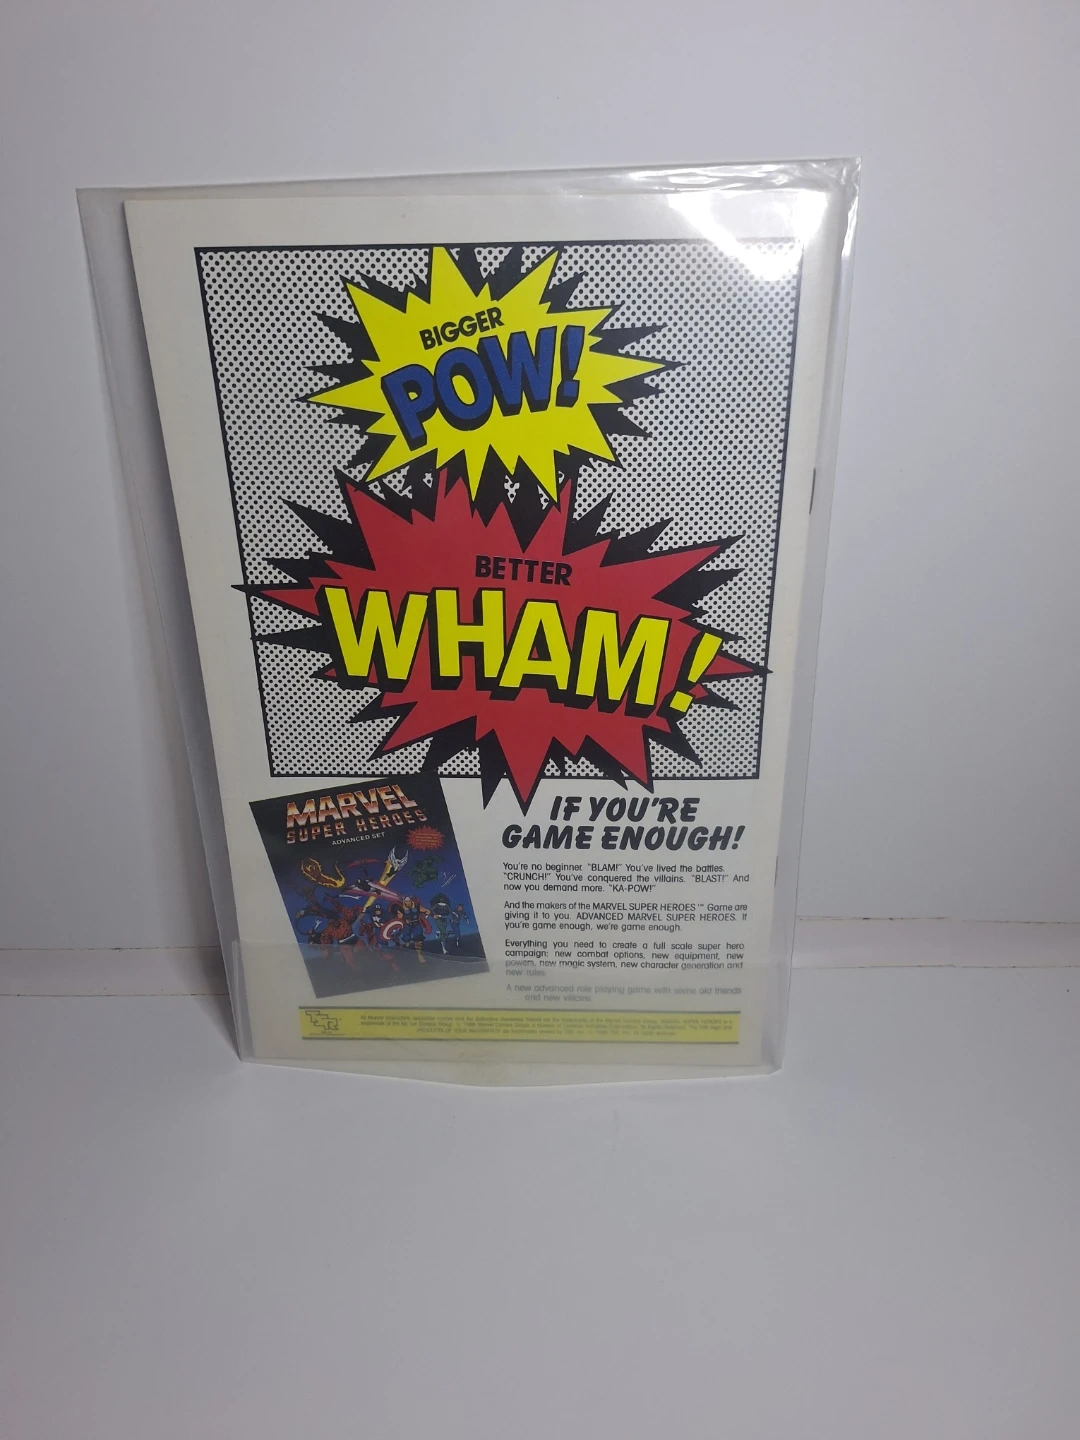 BIGGER
POW!
BETTER
WHAM!
MARVEL
SUPER HEROES
ADVANCED SET
IF YOU'RE
GAME ENOUGH!
You're no beginner. "BLAM!" You've lived the battles.
"CRUNCH!" You've conquered the villains. "BLAST!" And
now you demand more. "KA-POW!"
And the makers of the MARVEL SUPER HEROES™ Game are
giving it to you. ADVANCED MARVEL SUPER HEROES. If
you're game enough, we're game enough.
Everything you need to create a full scale super hero
campaign; new combat options, new equipment, new
powers, new magic system, new character generation and
new rules.
A new advanced role playing game with some old friends
and new villains.